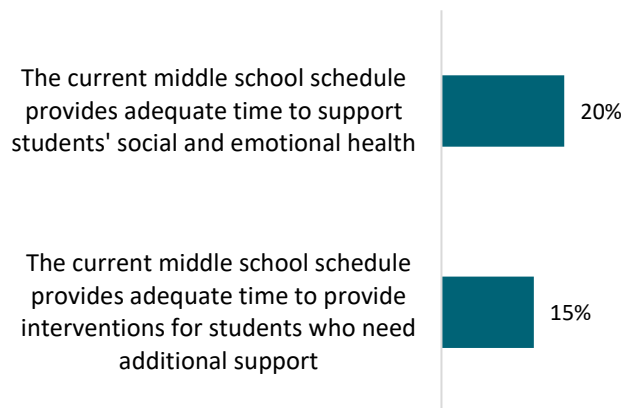 The current middle school schedule
provides adequate time to support
students' social and emotional health
20%
The current middle school schedule
provides adequate time to provide
interventions for students who need
additional support
15%